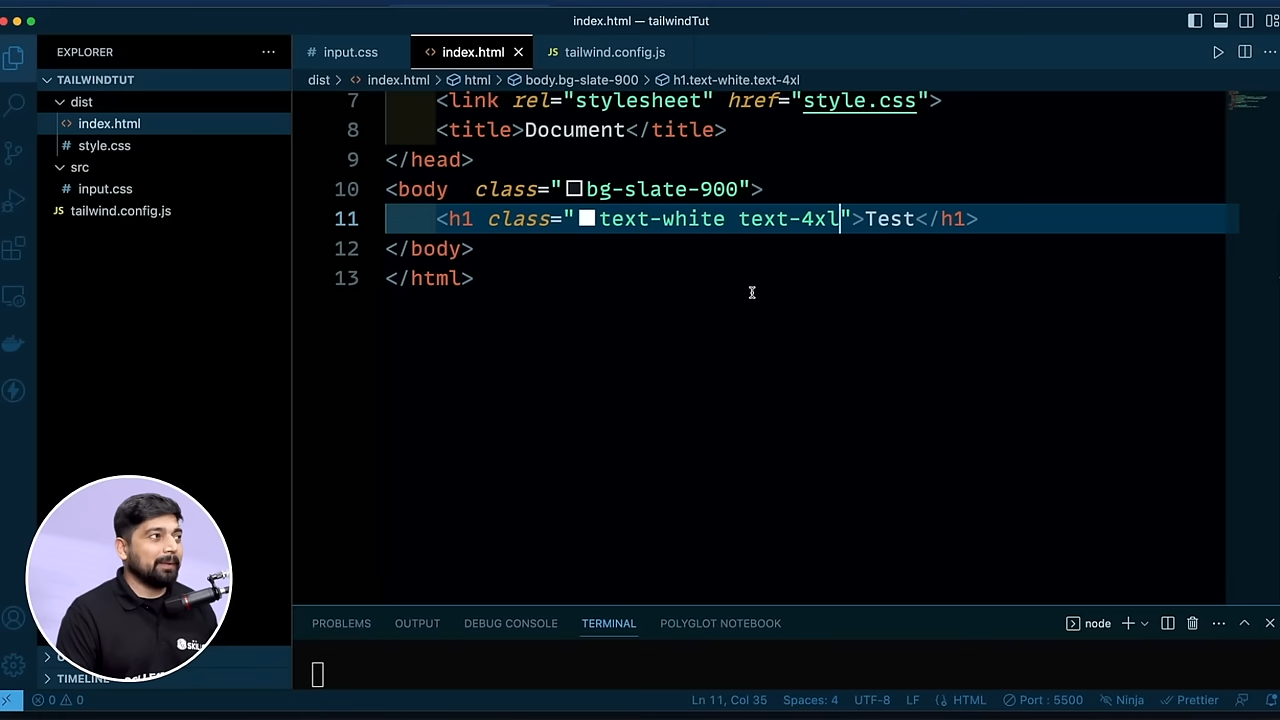 index.html — tailwindTut
EXPLORER
input.css
index.html
tailwind.config.js
TAILWINDTUT
dist > index.html > html > body.bg-slate-900 > h1.text-white.text-4xl
dist
index.html
style.css
src
input.css
JS tailwind.config.js
7 <link rel="stylesheet" href="style.css">
8 <title>Document</title>
9 </head>
10 <body  class="bg-slate-900">
11 <h1 class="text-white text-4xl">Test</h1>
12 </body>
13 </html>
PROBLEMS
OUTPUT
DEBUG CONSOLE
TERMINAL
POLYGLOT NOTEBOOK
node
TIMELINE
0 0
Ln 11, Col 35
Spaces: 4
UTF-8
LF
HTML
Port : 5500
Ninja
Prettier